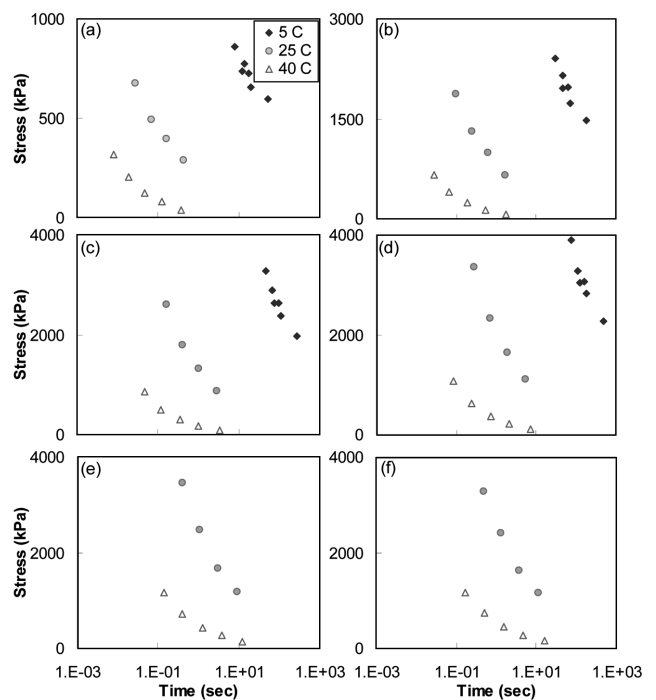 (a)
5 C
25 C
40 C
1000
500
0
Stress (kPa)
(b)
3000
1500
0
(c)
4000
2000
0
Stress (kPa)
(d)
4000
2000
0
(e)
4000
2000
0
Stress (kPa)
1.E-03 1.E-01 1.E+01 1.E+03
Time (sec)
(f)
4000
2000
0
1.E-03 1.E-01 1.E+01 1.E+03
Time (sec)